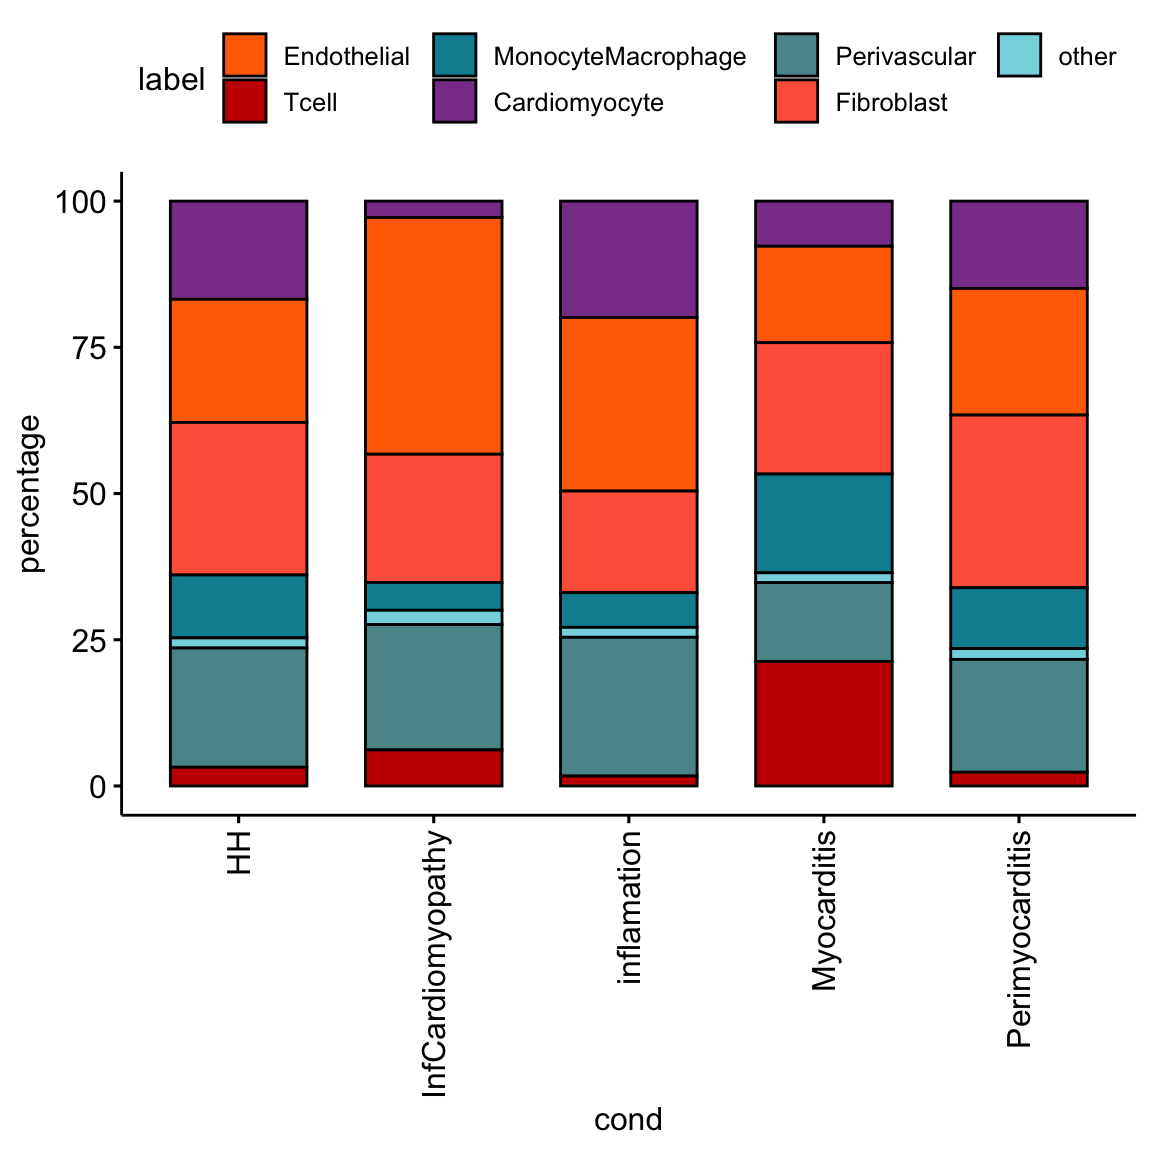 label
Endothelial MonocyteMacrophage Perivascular other
Tcell Cardiomyocyte Fibroblast
percentage
100
75
50
25
0
HH InfCardiomyopathy inflamation Myocarditis Perimyocarditis
cond